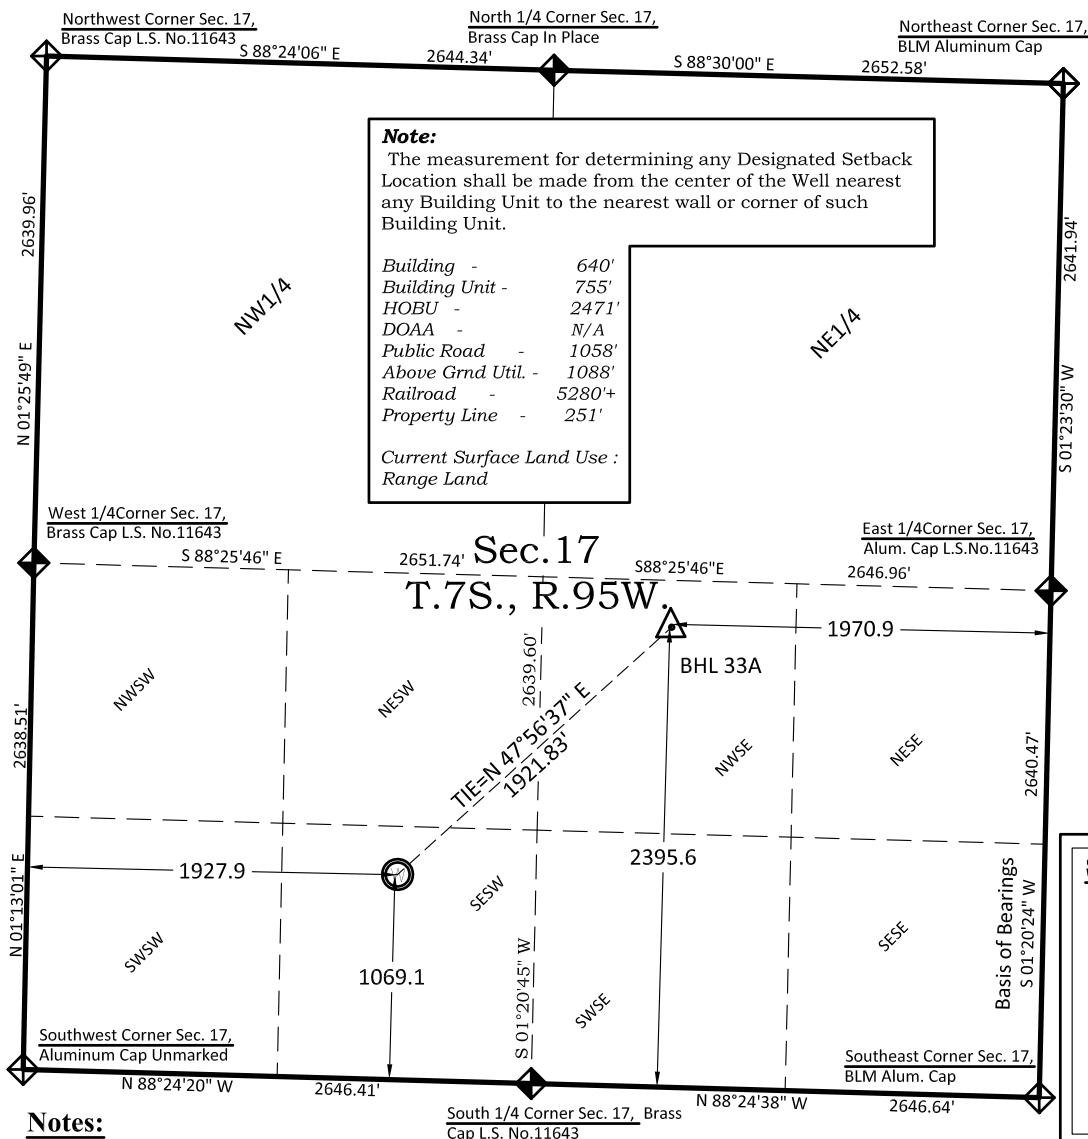 Northwest Corner Sec. 17,
Brass Cap L.S. No.11643
North 1/4 Corner Sec. 17,
Brass Cap In Place
Northeast Corner Sec. 17,
BLM Aluminum Cap
S 88°24'06" E
2644.34'
S 88°30'00" E
2652.58'
Note:
The measurement for determining any Designated Setback
Location shall be made from the center of the Well nearest
any Building Unit to the nearest wall or corner of such
Building Unit.
Building - 640'
Building Unit - 755'
HOBU - 2471'
DOAA - N/A
Public Road - 1058'
Above Grnd Util. - 1088'
Railroad - 5280'+
Property Line - 251'
Current Surface Land Use :
Range Land
2639.96'
N 01°25'49" E
NW1/4
NE1/4
2641.94'
S 01°23'30" W
West 1/4Corner Sec. 17,
Brass Cap L.S. No.11643
East 1/4Corner Sec. 17,
Alum. Cap L.S.No.11643
S 88°25'46" E
2651.74'
S88°25'46"E
2646.96'
Sec.17
T.7S., R.95W.
1970.9
BHL 33A
2639.60'
TIE=N 47°56'37" E
1921.83'
NWSW
NESW
NWSE
NESE
2638.51'
2640.47'
N 01°13'01" E
1927.9
2395.6
SESW
SWSW
1069.1
S 01°20'45" W
SWSE
SESE
Basis of Bearings
S 01°20'24" W
Southwest Corner Sec. 17,
Aluminum Cap Unmarked
Southeast Corner Sec. 17,
BLM Alum. Cap
N 88°24'20" W
2646.41'
N 88°24'38" W
2646.64'
South 1/4 Corner Sec. 17, Brass
Cap L.S. No.11643
Notes: